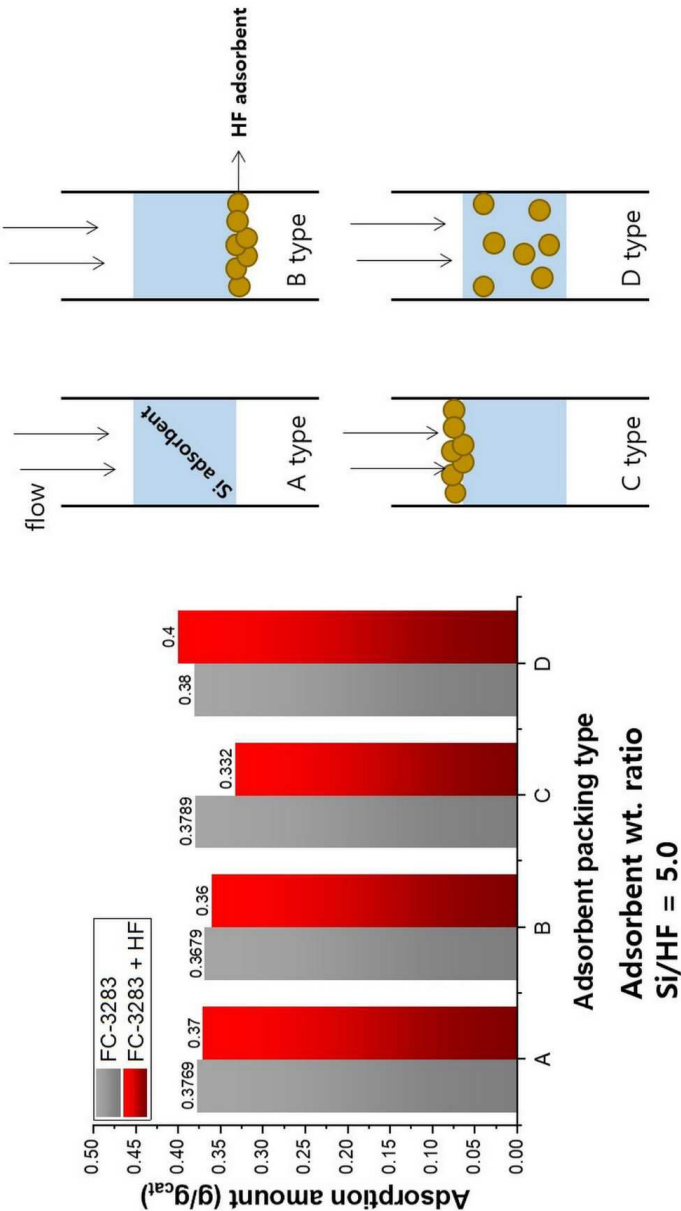 FC-3283
FC-3283 + HF
Adsorption amount (g/gcat)
0.50
0.45
0.40
0.35
0.30
0.25
0.20
0.15
0.10
0.05
0.00
0.3769
0.37
0.3679
0.36
0.3789
0.332
0.38
0.4
A
B
C
D
Adsorbent packing type
Adsorbent wt. ratio
Si/HF = 5.0
flow
Si adsorbent
A type
HF adsorbent
B type
C type
D type